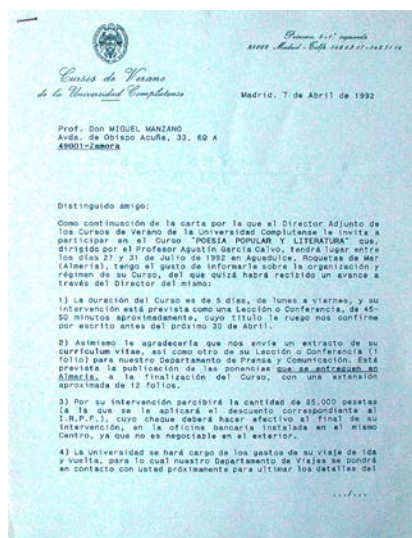 Cursos de Verano
de la Universidad Complutense
28008 Madrid
Madrid, 7 de Abril de 1992
Prof. Don MIGUEL MANZANO
Avda. de Obispo Acuña, 33, 6Q A
49001-Zamora
Distinguido amigo:
Como continuación de la carta por la que el Director Adjunto de
los Cursos de Verano de la Universidad Complutense le invita a
participar en el Curso "POESIA POPULAR Y LITERATURA" que,
dirigido por el Profesor Agustín García Calvo, tendrá lugar entre
los días 27 y 31 de Julio de 1992 en Aguadulce, Roquetas de Mar
(Almería), tengo el gusto de informarle sobre la organización y
régimen de su Curso, del que quizá habrá recibido un avance a
través del Director del mismo:
1) La duración del Curso es de 5 días, de lunes a viernes, y su
intervención está prevista como una Lección o Conferencia, de 45-
50 minutos aproximadamente, cuyo título le ruego nos confirme
por escrito antes del próximo 30 de Abril.
2) Asimismo le agradecería que nos envíe un extracto de su
curriculum vitae, así como otro de su Lección o Conferencia (1
folio) para nuestro Departamento de Prensa y Comunicación. Está
prevista la publicación de las ponencias que se entreguen en
Almería, a la finalización del Curso, con una extensión
aproximada de 12 folios.
3) Por su intervención percibirá la cantidad de 85.000 pesetas
(a la que se le aplicará el descuento correspondiente al
I.R.P.F.), cuyo cheque deberá hacer efectivo al final de su
intervención, en la oficina bancaria instalada en el mismo
Centro, ya que no es negociable en el exterior.
4) La Universidad se hará cargo de los gastos de su viaje de ida
y vuelta, para lo cual nuestro Departamento de Viajes se pondrá
en contacto con usted próximamente para ultimar los detalles del
.../...